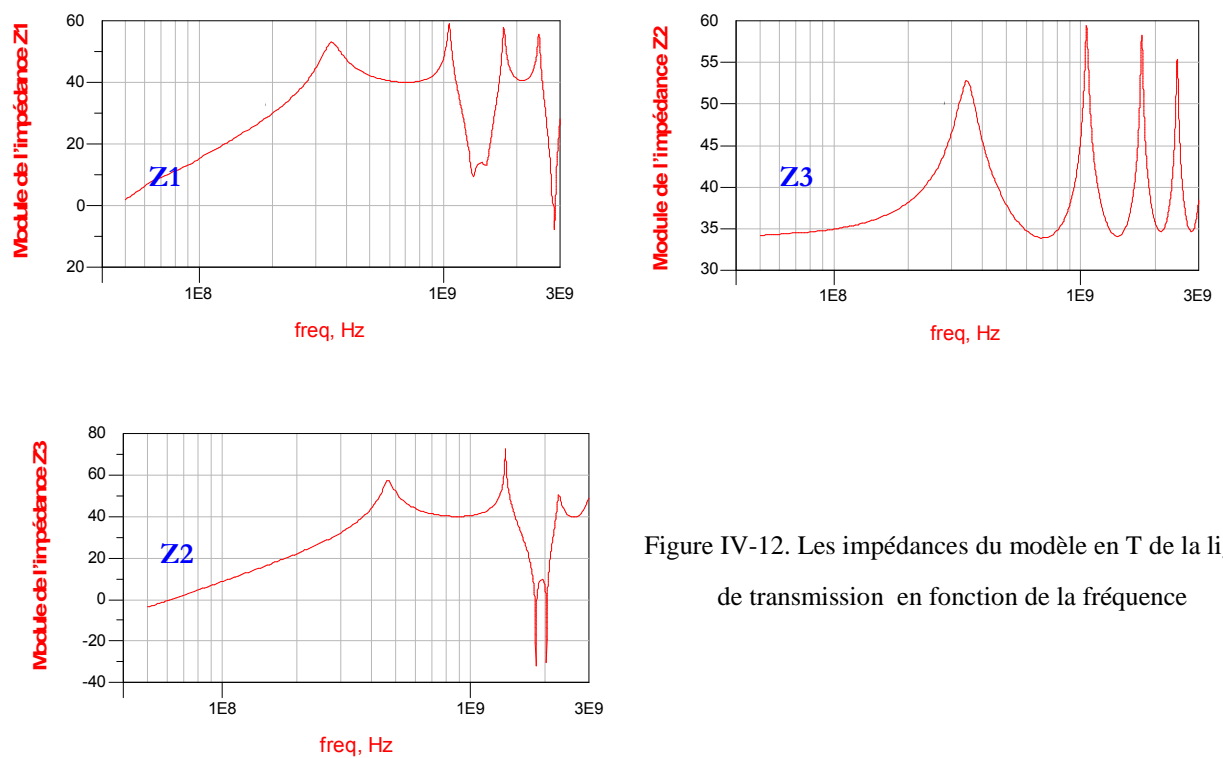 Module de l'impédance Z1
60
40
20
0
20
Z1
1E8
1E9
3E9
freq, Hz
Module de l'impédance Z2
60
55
50
45
40
35
30
Z3
1E8
1E9
3E9
freq, Hz
Module de l'impédance Z3
80
60
40
20
0
-20
-40
Z2
1E8
1E9
3E9
freq, Hz
Figure IV-12. Les impédances du modèle en T de la
de transmission en fonction de la fréquence